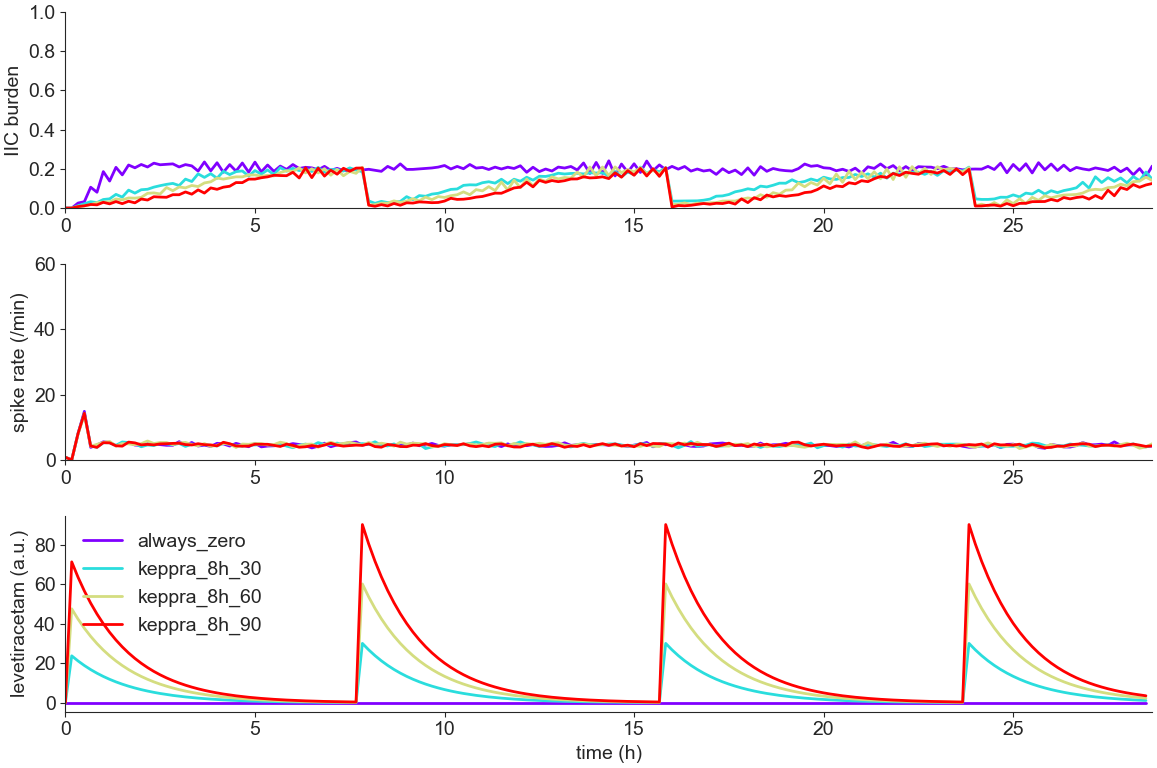 IIC burden
1.0
0.8
0.6
0.4
0.2
0.0
0 5 10 15 20 25
spike rate (/min)
60
40
20
0
0 5 10 15 20 25
levetiracetam (a.u.)
80
60
40
20
0
always_zero
keppra_8h_30
keppra_8h_60
keppra_8h_90
0 5 10 15 20 25
time (h)